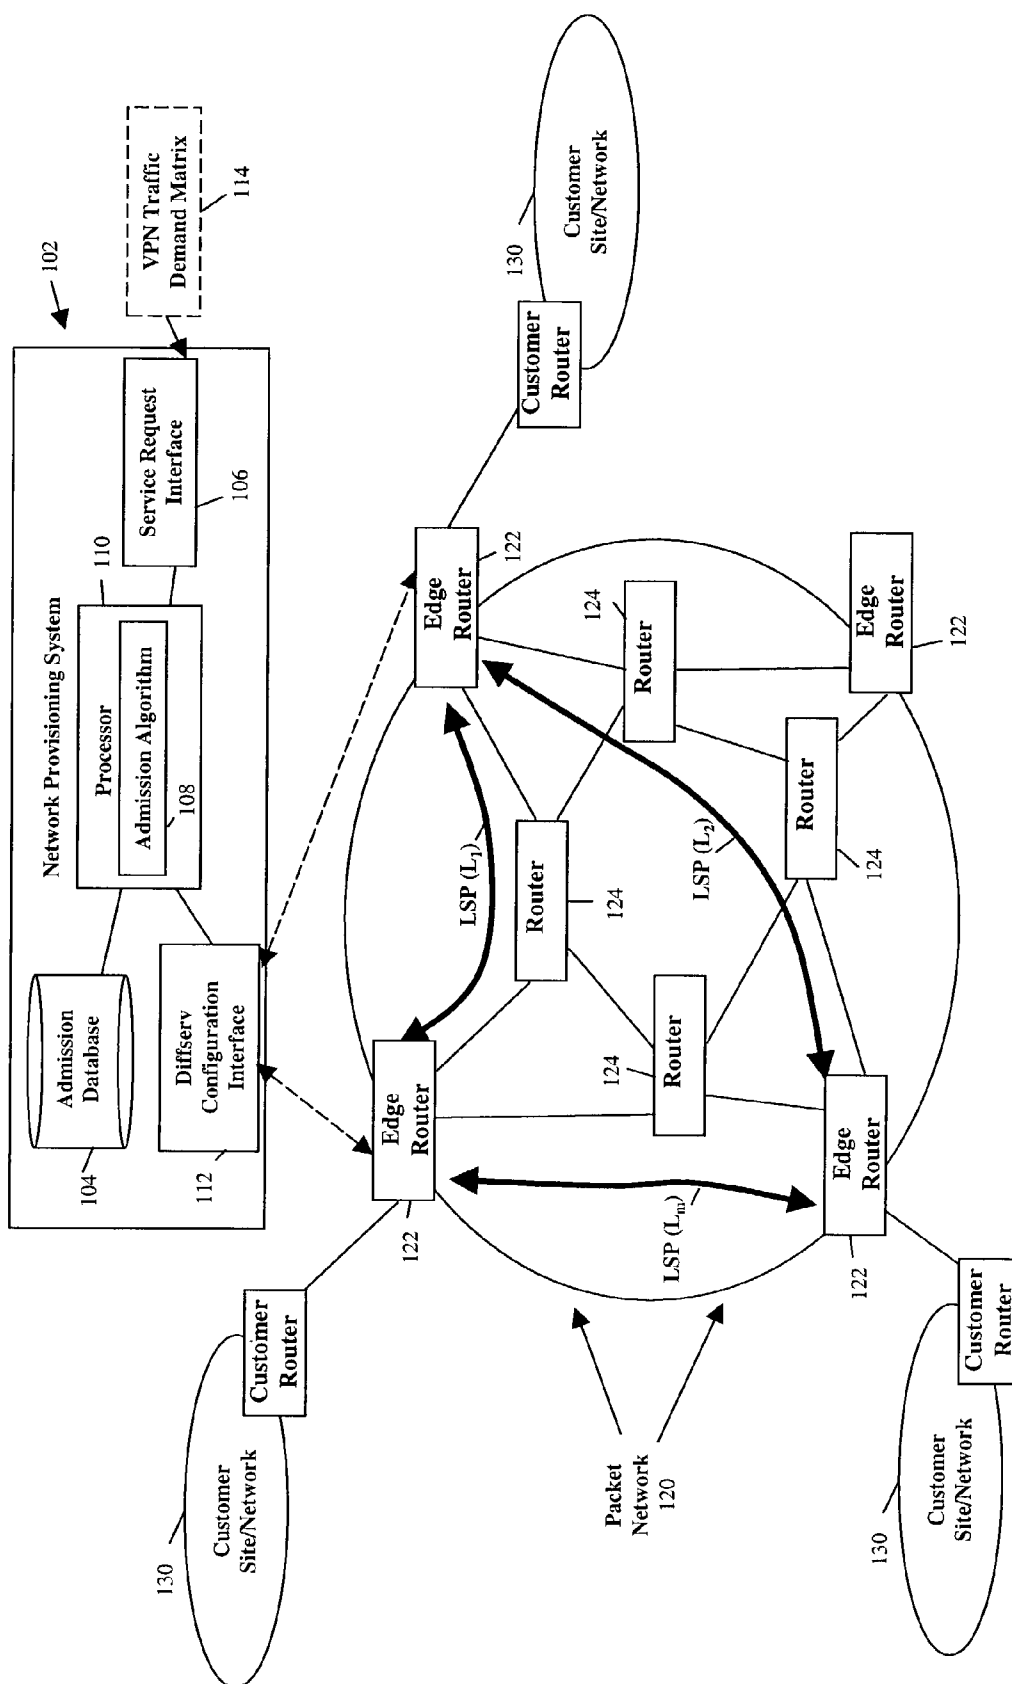 102
Network Provisioning System
Admission
Database
104
Processor
110
Admission Algorithm
108
Diffserv
Configuration
Interface
112
Service Request
Interface
106
VPN Traffic
Demand Matrix
114
130
Customer
Site/Network
Customer
Router
Edge
Router
122
Edge
Router
122
Customer
Router
130
Customer
Site/Network
LSP (L1)
Router
124
Router
124
Router
124
Router
124
LSP (L2)
LSP (Lm)
Packet
Network
120
Edge
Router
122
Edge
Router
122
Customer
Router
130
Customer
Site/Network